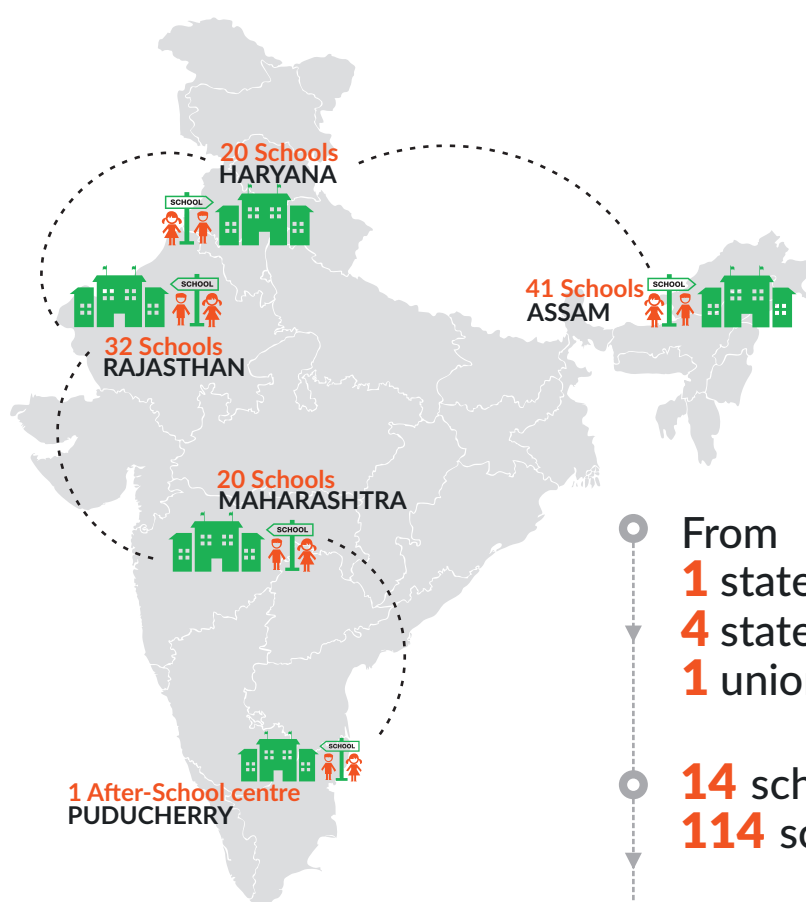 20 Schools
HARYANA
SCHOOL
SCHOOL
32 Schools
RAJASTHAN
41 Schools
ASSAM
SCHOOL
20 Schools
MAHARASHTRA
SCHOOL
SCHOOL
1 After-School centre
PUDUCHERRY
From
1 state
4 state
1 unio
14 sch
114 sc